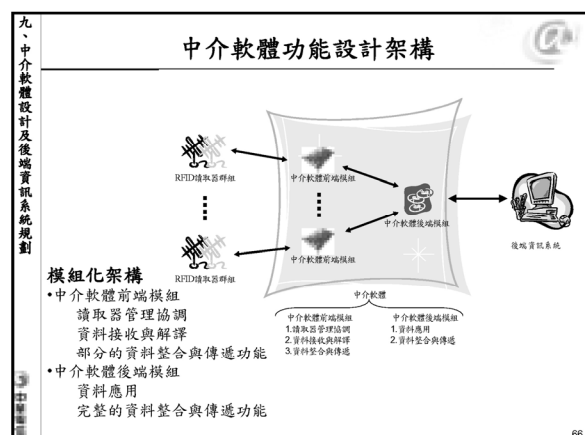 九、中介軟體設計及後端資訊系統規劃
中介軟體功能設計架構
RFID讀取器群組
中介軟體前端模組
中介軟體後端模組
後端資訊系統
RFID讀取器群組
中介軟體前端模組
中介軟體
中介軟體前端模組
1.讀取器管理協調
2.資料接收與解譯
3.資料整合與傳遞
中介軟體後端模組
1.資料應用
2.資料整合與傳遞
模組化架構
•中介軟體前端模組
讀取器管理協調
資料接收與解譯
部分的資料整合與傳遞功能
•中介軟體後端模組
資料應用
完整的資料整合與傳遞功能
66